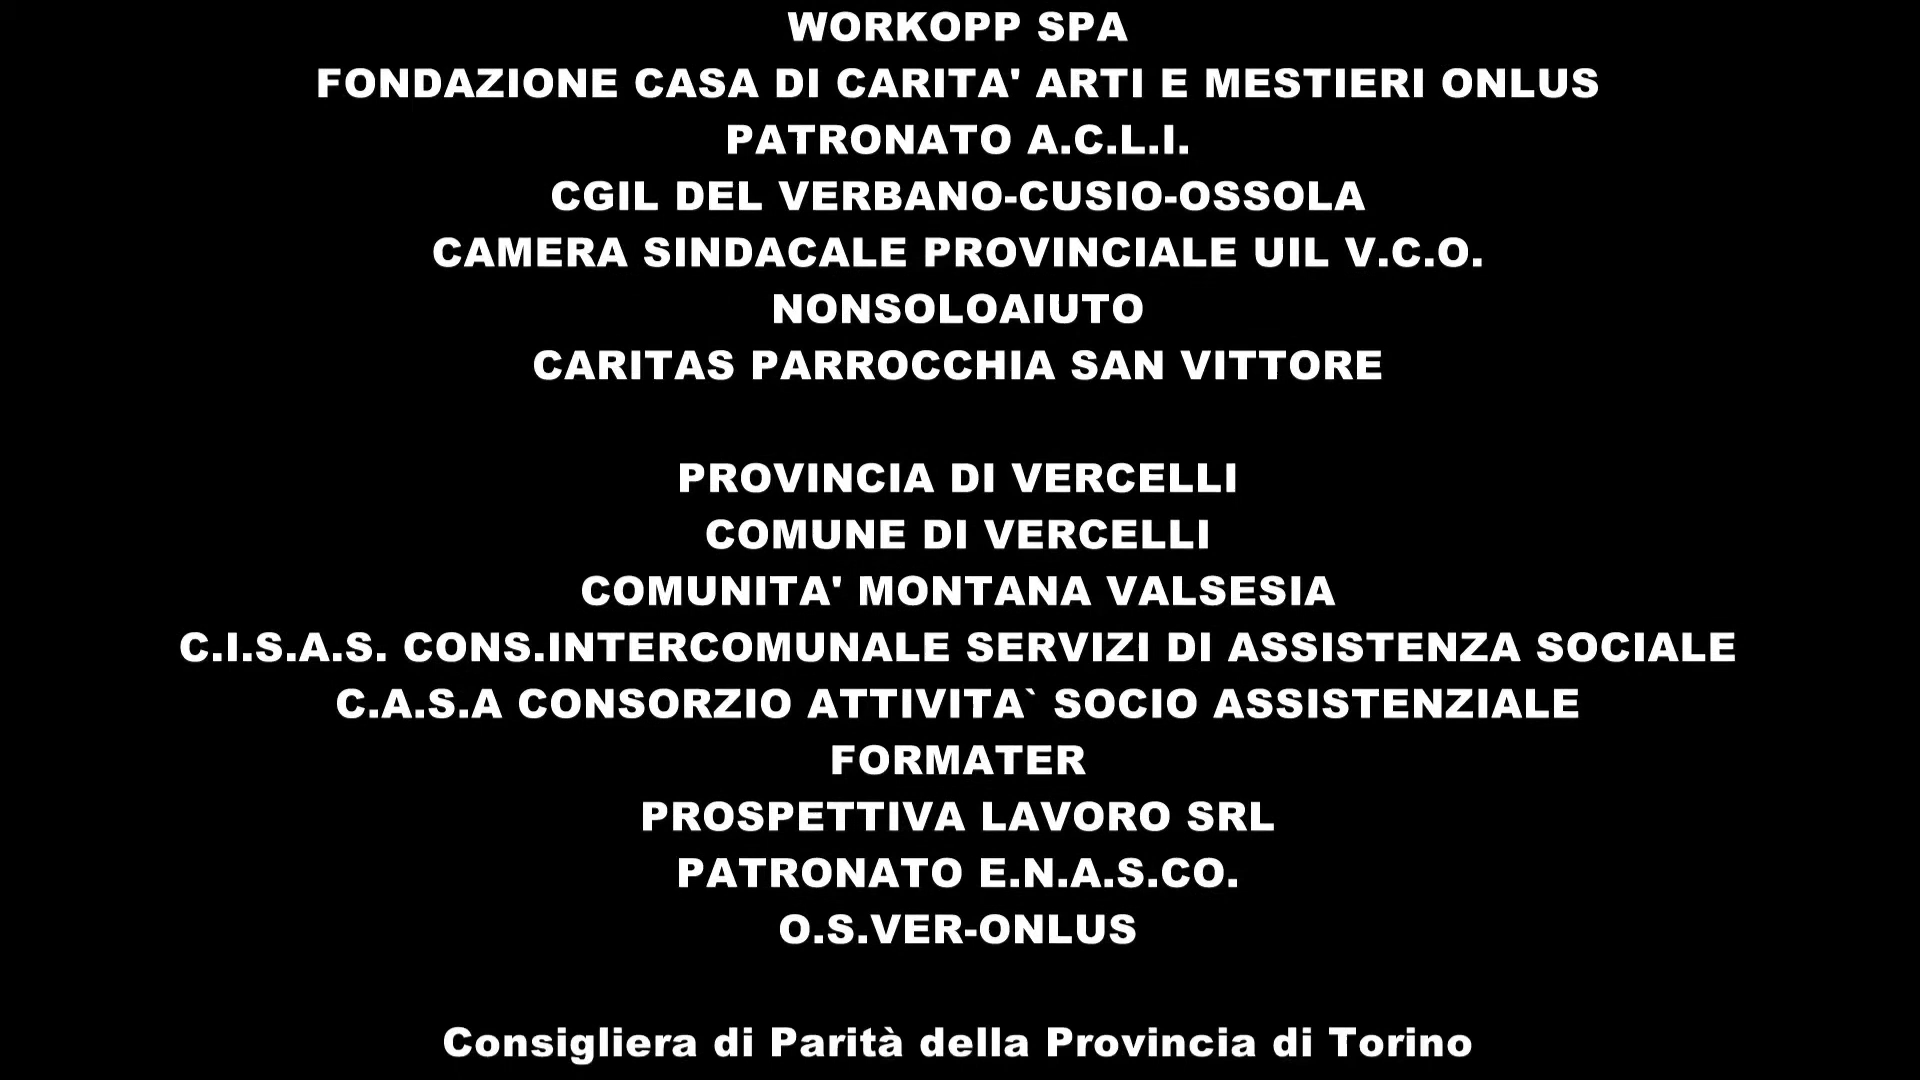 WORKOPP SPA
FONDAZIONE CASA DI CARITA' ARTI E MESTIERI ONLUS
PATRONATO A.C.L.I.
CGIL DEL VERBANO-CUSIO-OSSOLA
CAMERA SINDACALE PROVINCIALE UIL V.C.O.
NONSOLOAIUTO
CARITAS PARROCCHIA SAN VITTORE
PROVINCIA DI VERCELLI
COMUNE DI VERCELLI
COMUNITA' MONTANA VALSESIA
C.I.S.A.S. CONS.INTERCOMUNALE SERVIZI DI ASSISTENZA SOCIALE
C.A.S.A CONSORZIO ATTIVITA` SOCIO ASSISTENZIALE
FORMATER
PROSPETTIVA LAVORO SRL
PATRONATO E.N.A.S.CO.
O.S.VER-ONLUS
Consigliera di Parità della Provincia di Torino